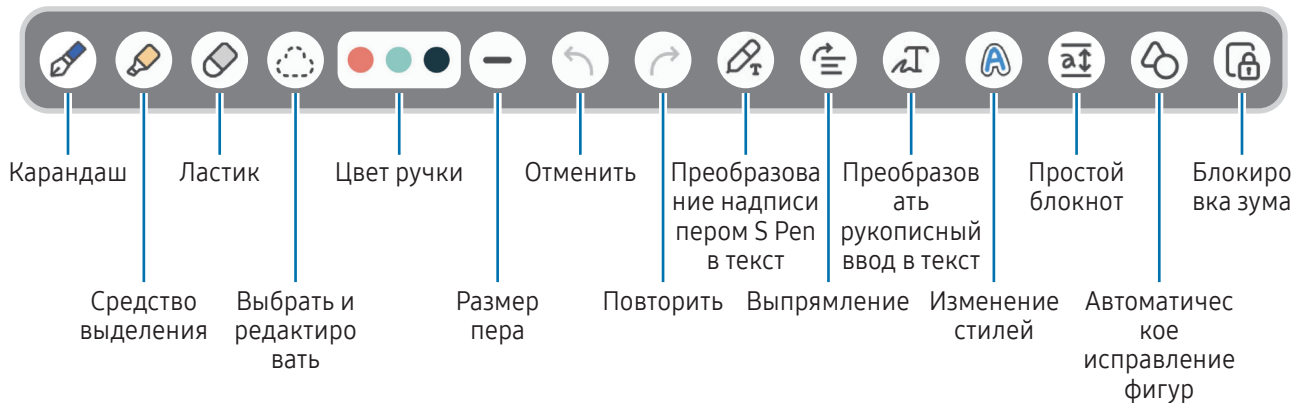 Карандаш
Ластик
Цвет ручки
Отменить
Преобразова
ние надписи
пером S Pen
в текст
Преобразов
ать
рукописный
ввод в текст
Простой
блокнот
Блокиро
вка зума
Средство
выделения
Выбрать и
редактиро
вать
Размер
пера
Повторить
Выпрямление
Изменение
стилей
Автоматичес
кое
исправление
фигур